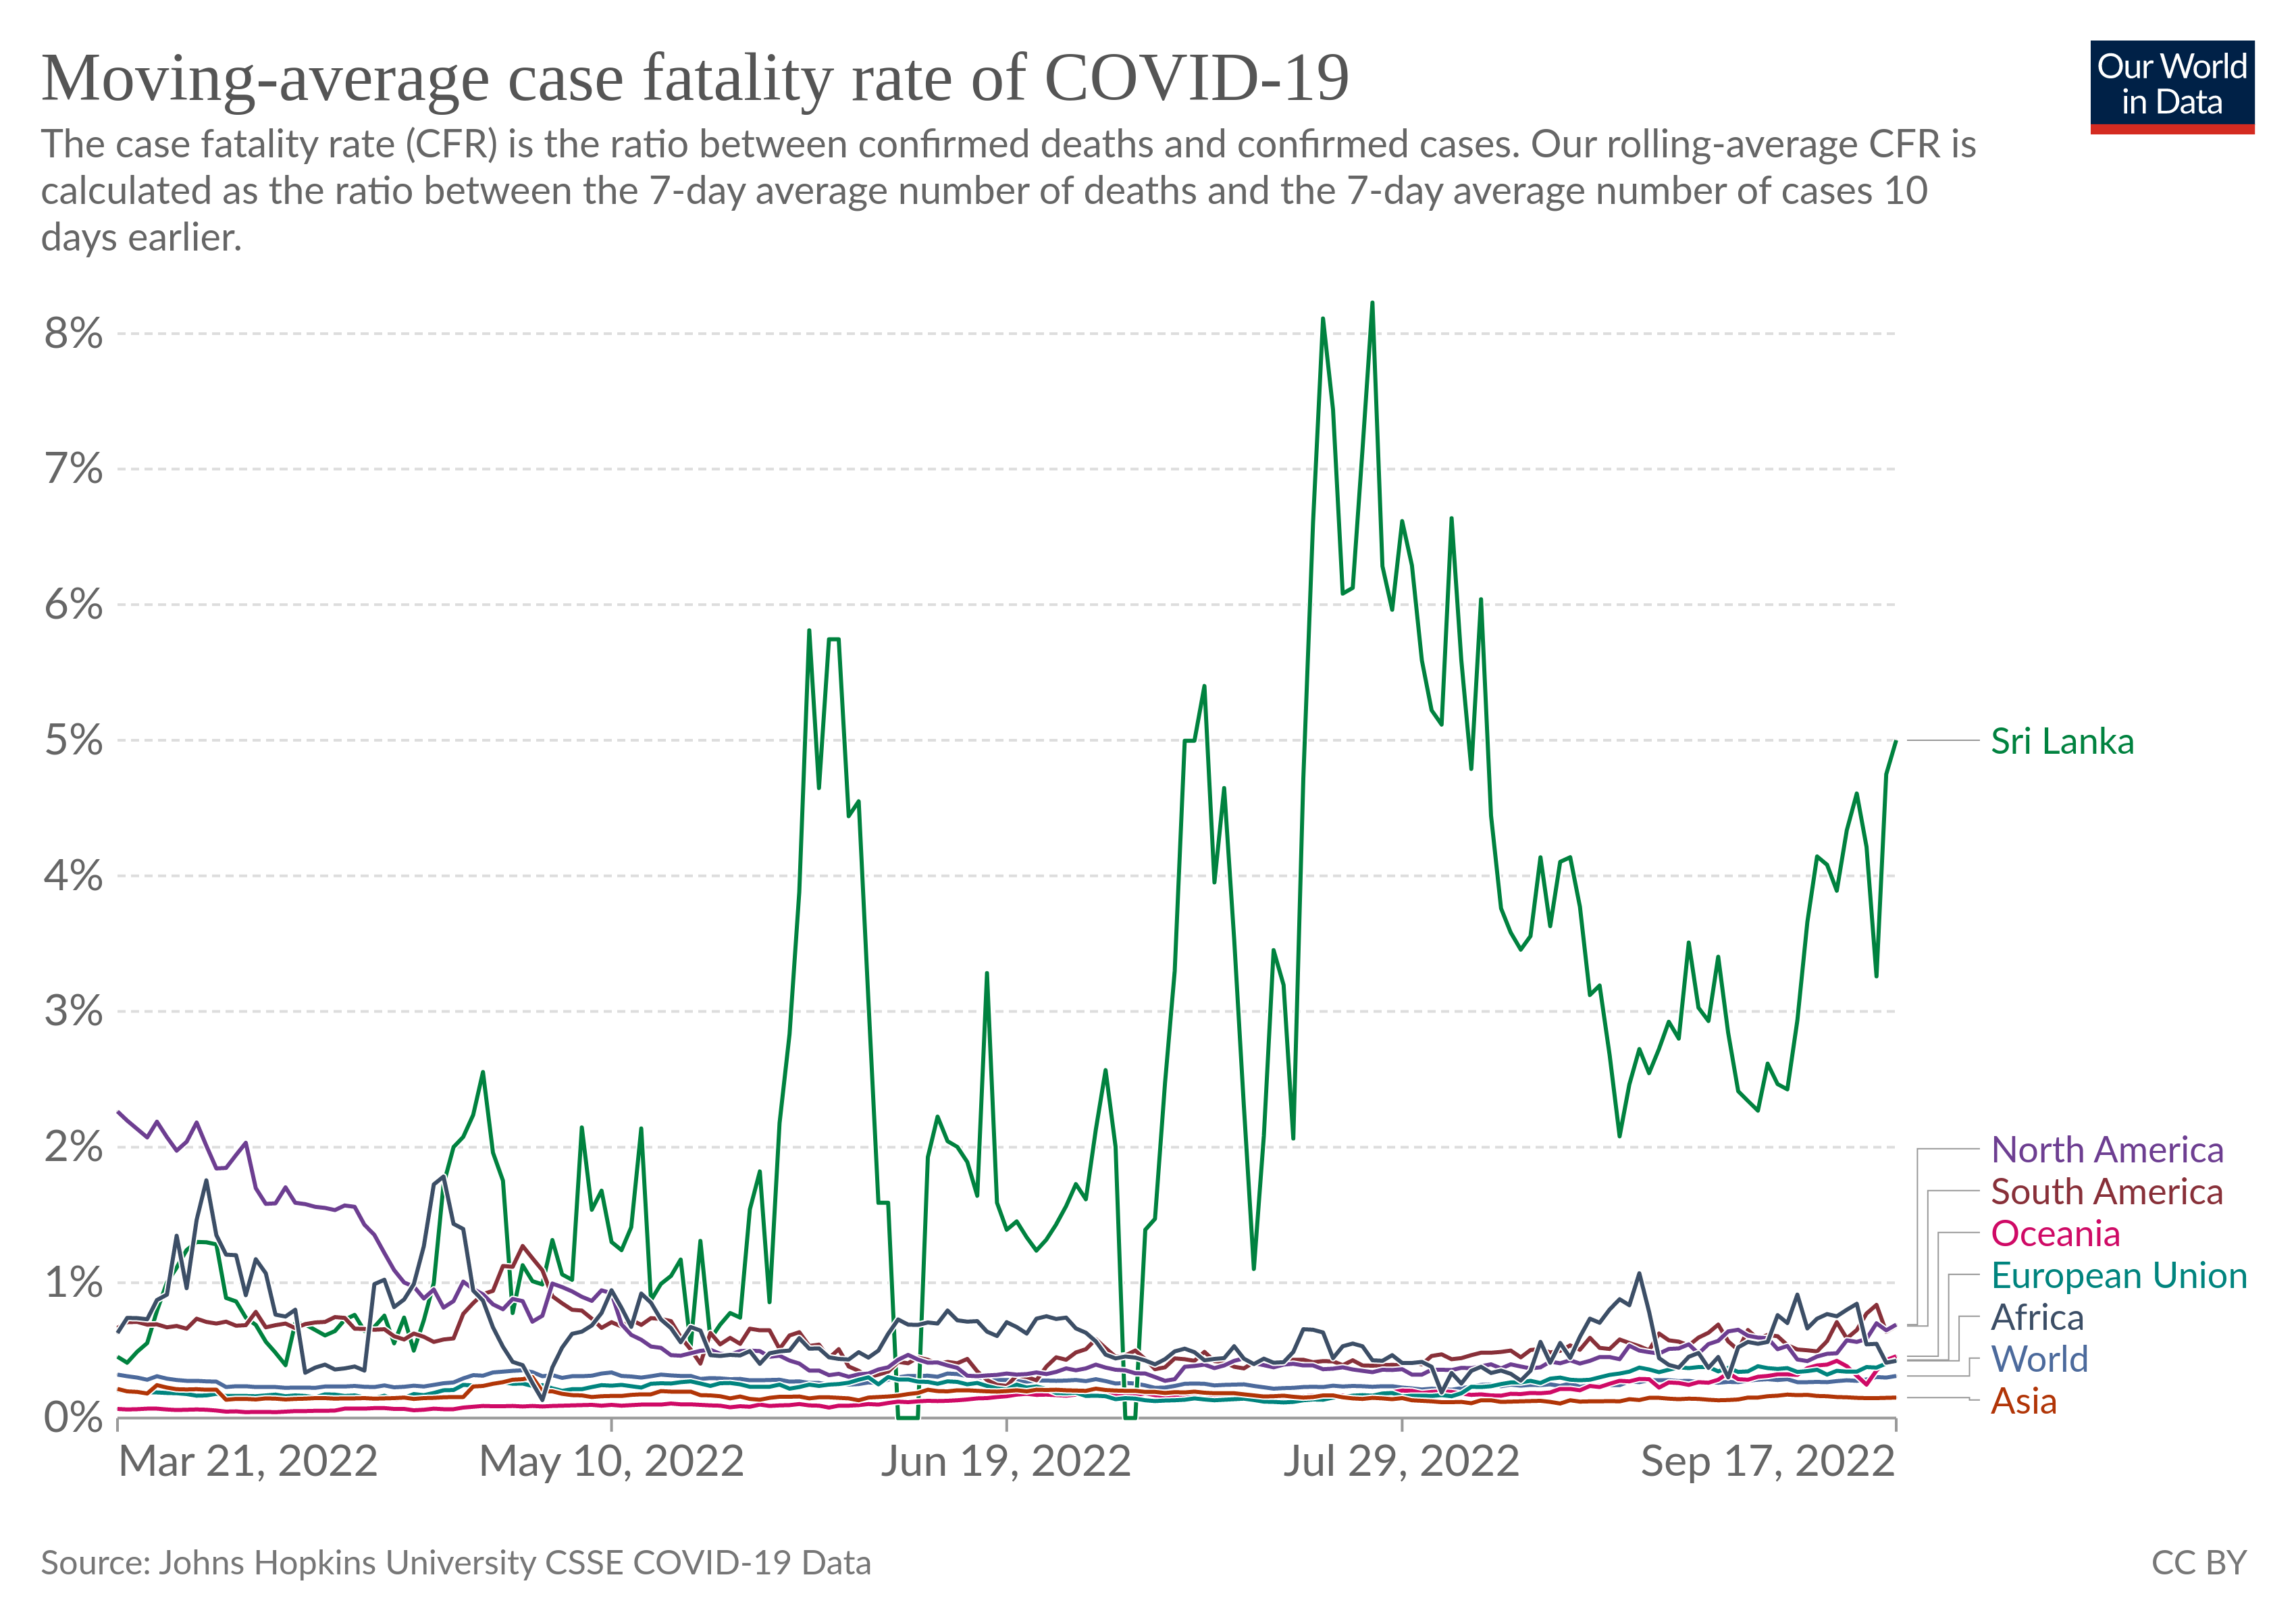 Moving-average case fatality rate of COVID-19
The case fatality rate (CFR) is the ratio between confirmed deaths and confirmed cases. Our rolling-average CFR is
calculated as the ratio between the 7-day average number of deaths and the 7-day average number of cases 10
days earlier.
Our World
in Data
8%
7%
6%
5%
4%
3%
2%
1%
0%
Sri Lanka
North America
South America
Oceania
European Union
Africa
World
Asia
Mar 21, 2022
May 10, 2022
Jun 19, 2022
Jul 29, 2022
Sep 17, 2022
Source: Johns Hopkins University CSSE COVID-19 Data
CC BY